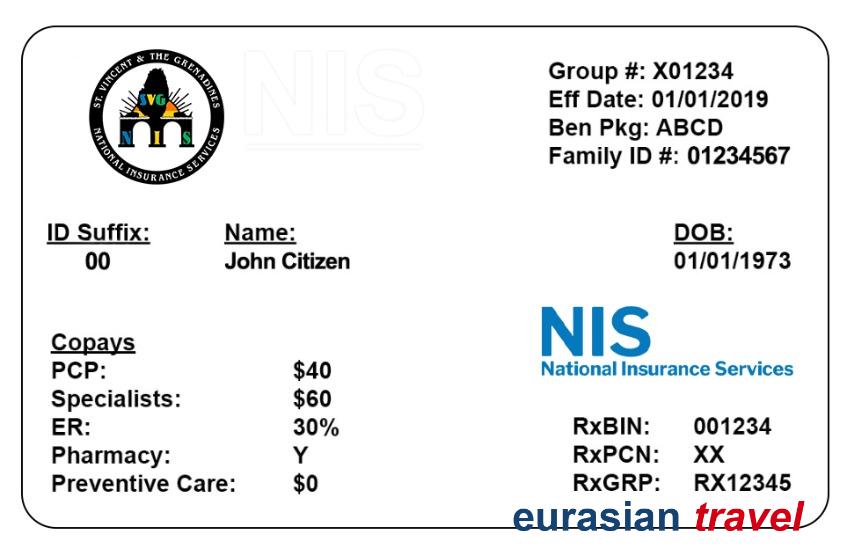 ST. VINCENT & THE GRENADINES
SVG
NIS
NATIONAL INSURANCE SERVICES
NIS
Group #: X01234
Eff Date: 01/01/2019
Ben Pkg: ABCD
Family ID #: 01234567
ID Suffix: Name: DOB:
00 John Citizen 01/01/1973
Copays
PCP: $40
Specialists: $60
ER: 30%
Pharmacy: Y
Preventive Care: $0
NIS
National Insurance Services
RxBIN: 001234
RxPCN: XX
RxGRP: RX12345
eurasian travel